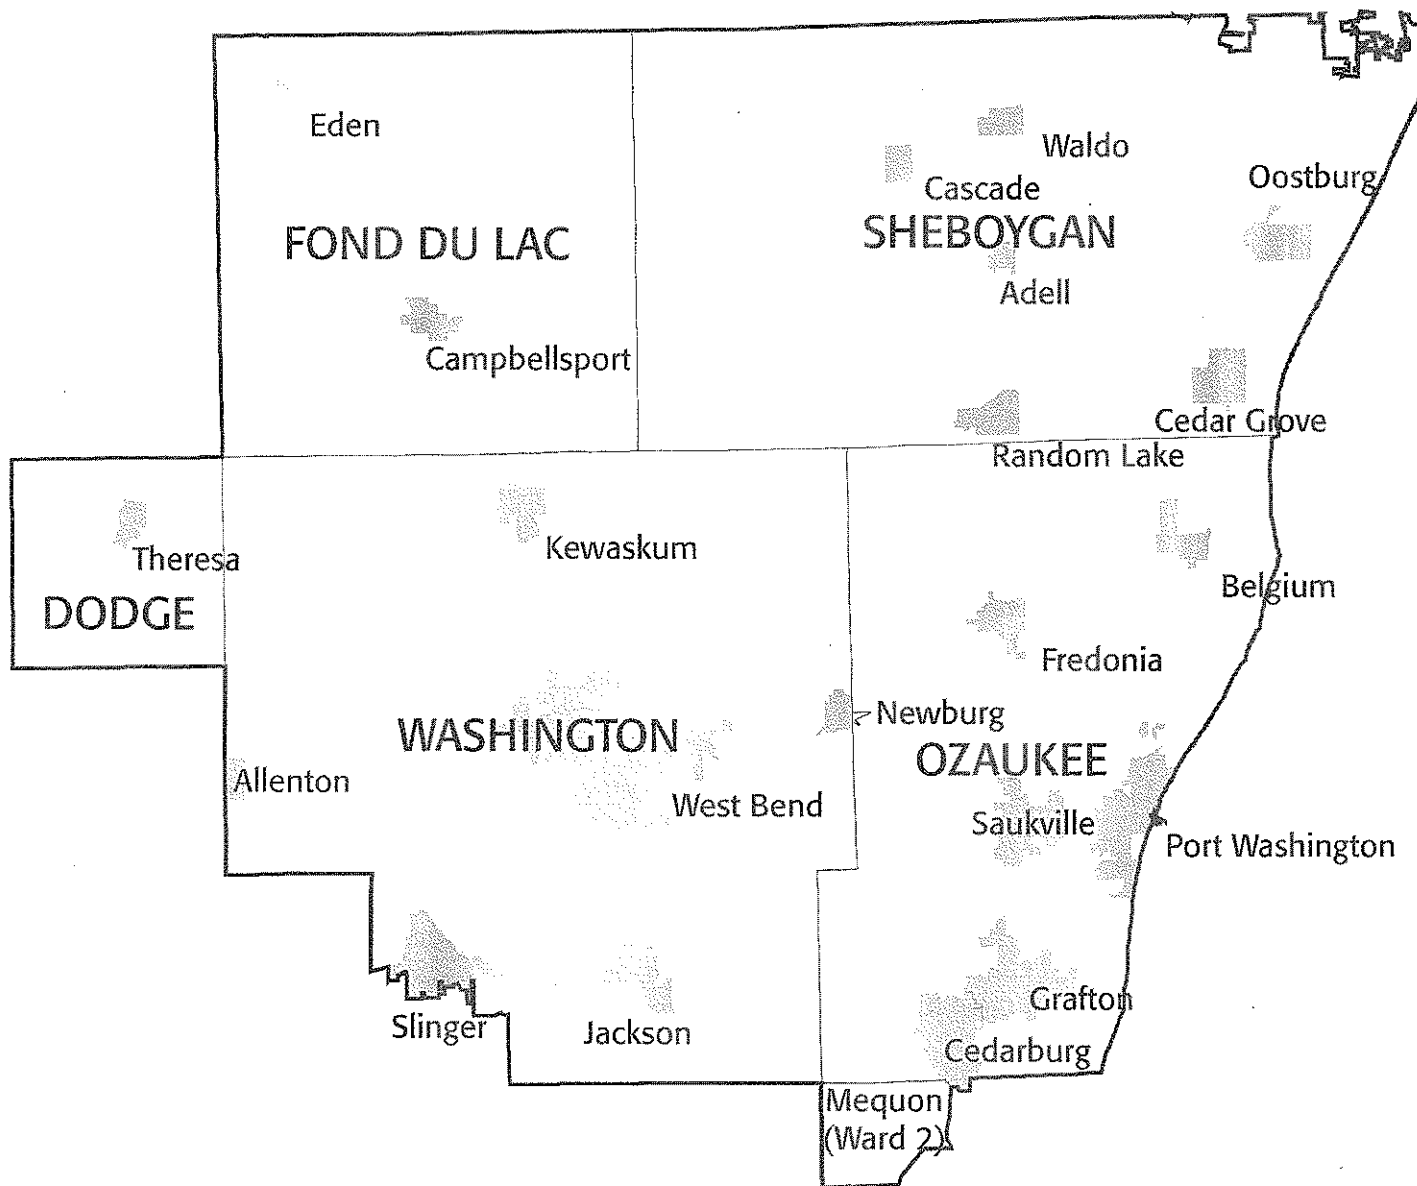 Eden
Waldo
Cascade
Oostburg
FOND DU LAC
SHEBOYGAN
Adell
Campbellsport
Cedar Grove
Random Lake
Theresa
Kewaskum
DODGE
Belgium
Fredonia
Newburg
WASHINGTON
OZAUKEE
Allenton
West Bend
Saukville
Port Washington
Grafton
Slinger
Jackson
Cedarburg
Mequon
(Ward 2)